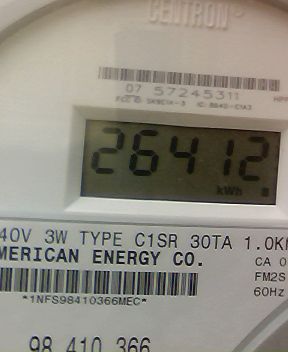 CENTRON
07 57245311
26412
kWh
40V 3W TYPE C1SR 30TA 1.0K
MERICAN ENERGY CO.
CA 0
FM2S
*1NFS98410366MEC*
60Hz
98 410 366